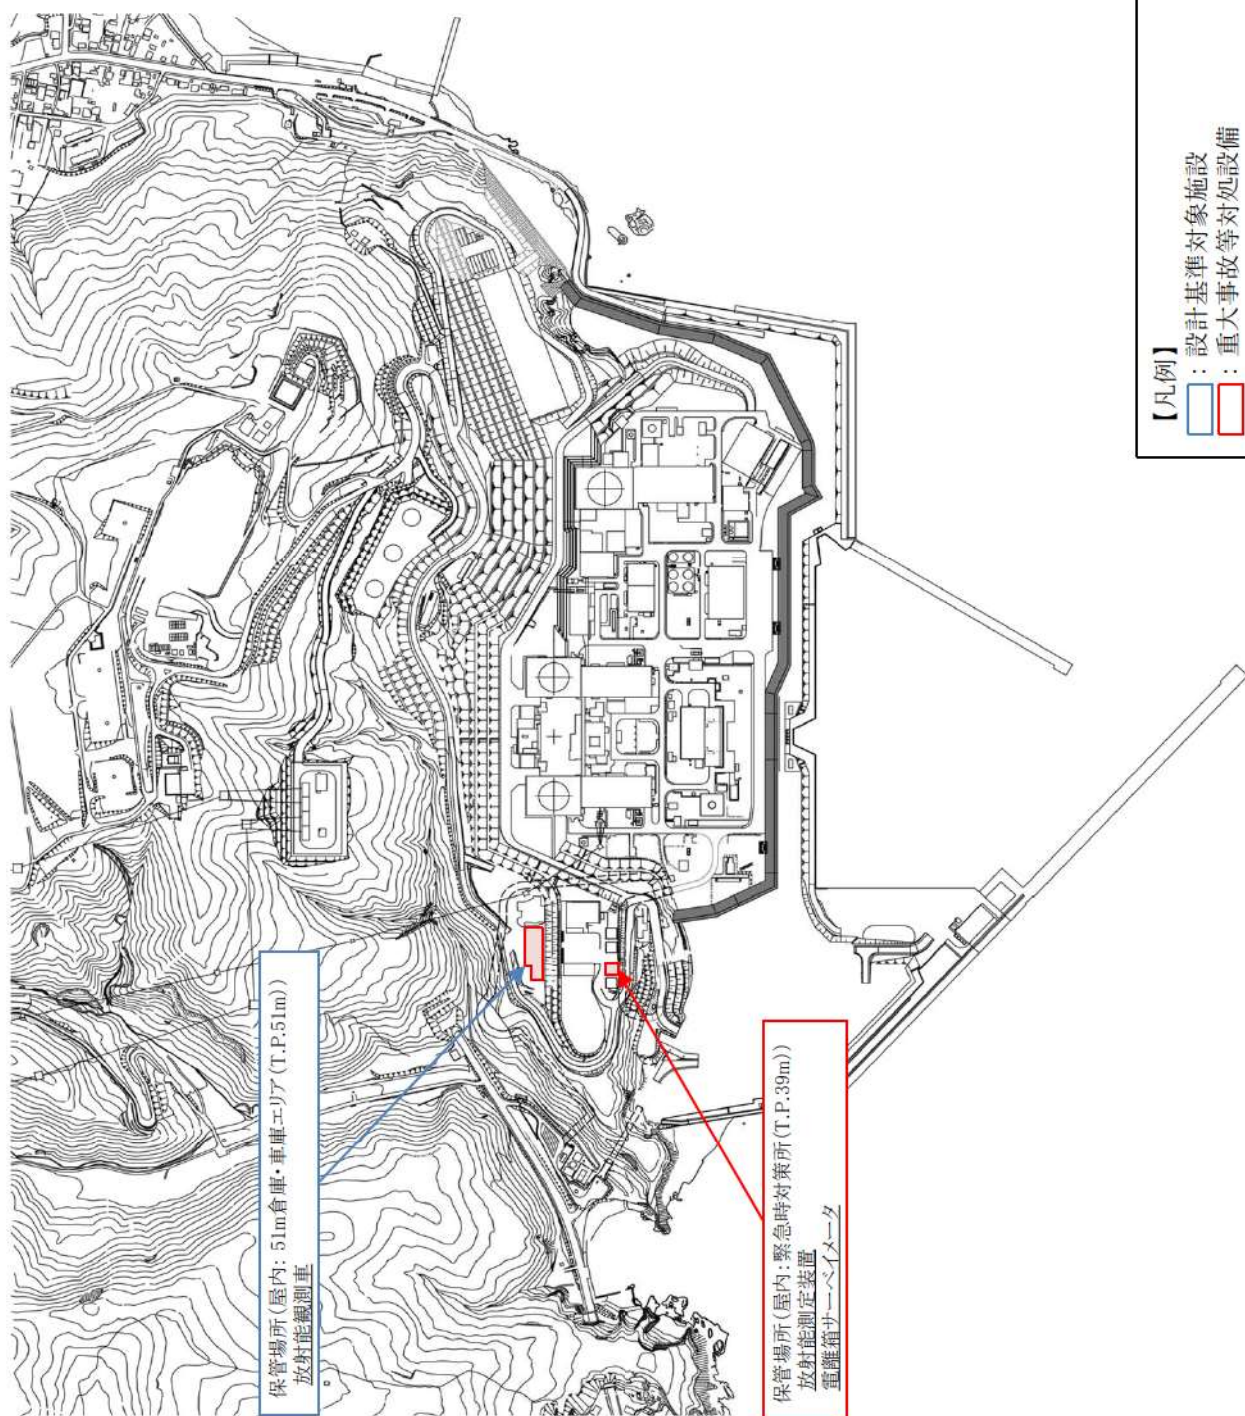 保管場所(屋内:51m倉庫・車庫エリア(T.P.51m))
放射能観測車
保管場所(屋内:緊急時対策所(T.P.39m))
放射能測定装置
電離箱サーベイメータ
【凡例】
:設計基準対象施設
:重大事故等対処設備